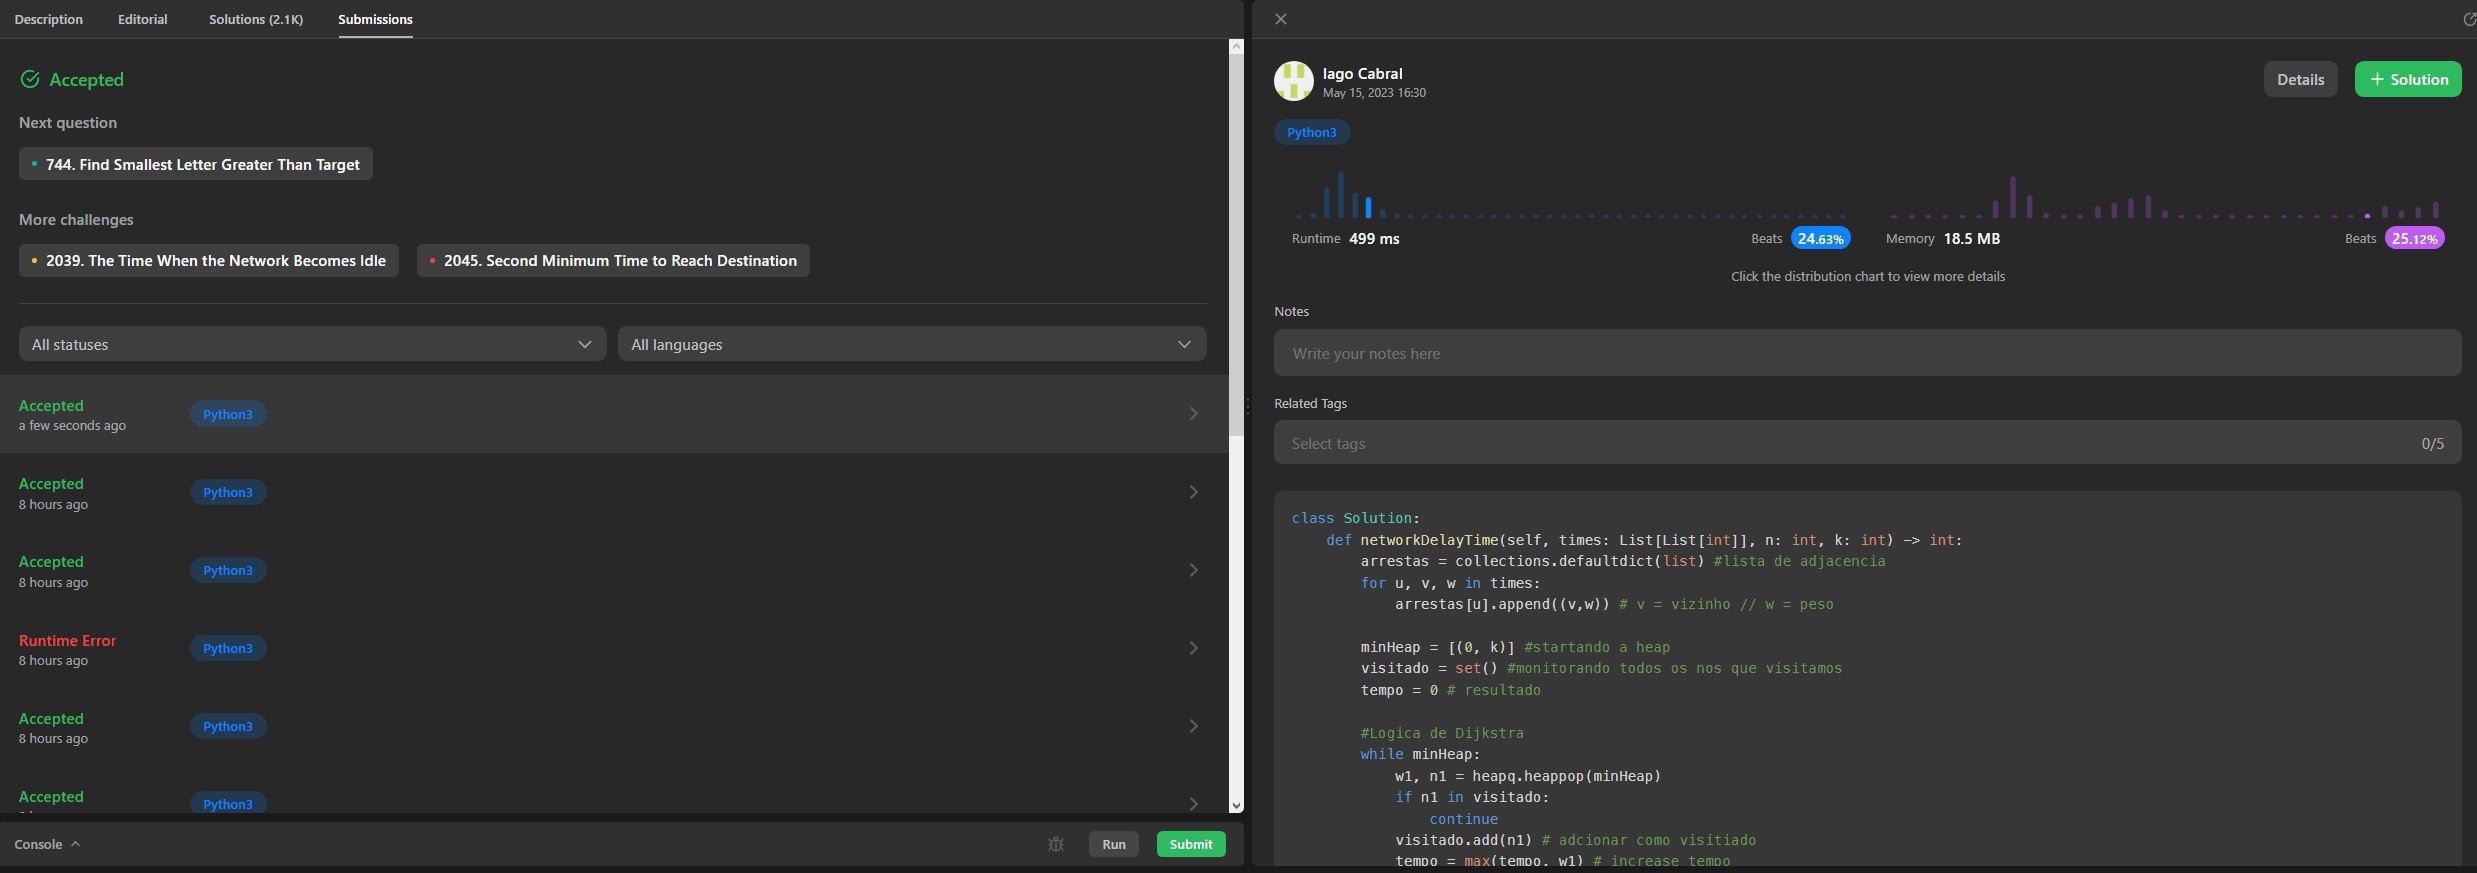 Description Editorial Solutions (2.1K) Submissions
Accepted
Next question
744. Find Smallest Letter Greater Than Target
More challenges
2039. The Time When the Network Becomes Idle 2045. Second Minimum Time to Reach Destination
All statuses All languages
Accepted
a few seconds ago
Python3
Accepted
8 hours ago
Python3
Accepted
8 hours ago
Python3
Runtime Error
8 hours ago
Python3
Accepted
8 hours ago
Python3
Accepted
Python3
Console Run Submit
Iago Cabral
May 15, 2023 16:30
Details + Solution
Python3
Runtime 499 ms Beats 24.63% Memory 18.5 MB Beats 25.12%
Click the distribution chart to view more details
Notes
Write your notes here
Related Tags
Select tags 0/5
class Solution:
def networkDelayTime(self, times: List[List[int]], n: int, k: int) -> int:
arrestas = collections.defaultdict(list) #lista de adjacencia
for u, v, w in times:
arrestas[u].append((v,w)) # v = vizinho // w = peso
minHeap = [(0, k)] #startando a heap
visitado = set() #monitorando todos os nos que visitamos
tempo = 0 # resultado
#Logica de Dijkstra
while minHeap:
w1, n1 = heapq.heappop(minHeap)
if n1 in visitado:
continue
visitado.add(n1) # adcionar como visitiado
tempo = max(tempo, w1) # increase tempo